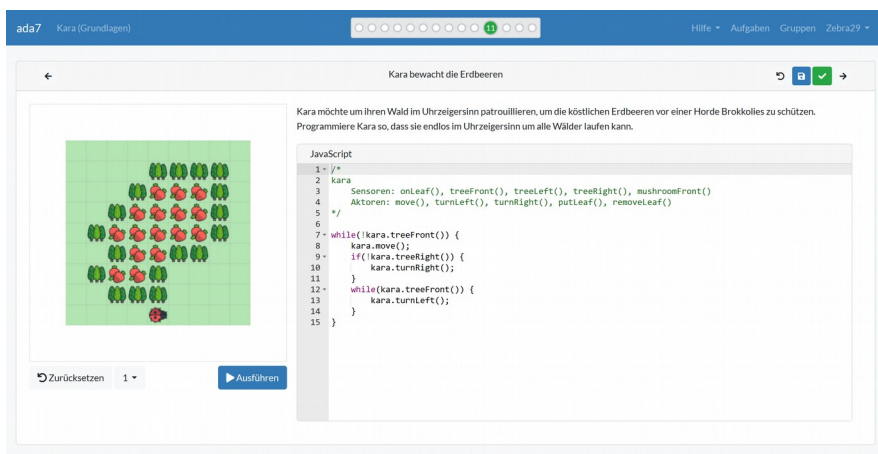 ada7 Kara (Grundlagen) 11 Hilfe Aufgaben Gruppen Zebra29
Kara bewacht die Erdbeeren
Kara möchte um ihren Wald im Uhrzeigersinn patrouillieren, um die köstlichen Erdbeeren vor einer Horde Brokkolies zu schützen.
Programmiere Kara so, dass sie endlos im Uhrzeigersinn um alle Wälder laufen kann.
JavaScript
1 /*
2 kara
3 Sensoren: onLeaf(), treeFront(), treeLeft(), treeRight(), mushroomFront()
4 Aktoren: move(), turnLeft(), turnRight(), putLeaf(), removeLeaf()
5 */
6
7 while(!kara.treeFront()) {
8 kara.move();
9 if(!kara.treeRight()) {
10 kara.turnRight();
11 }
12 while(kara.treeFront()) {
13 kara.turnLeft();
14 }
15 }
Zurücksetzen 1 Ausführen